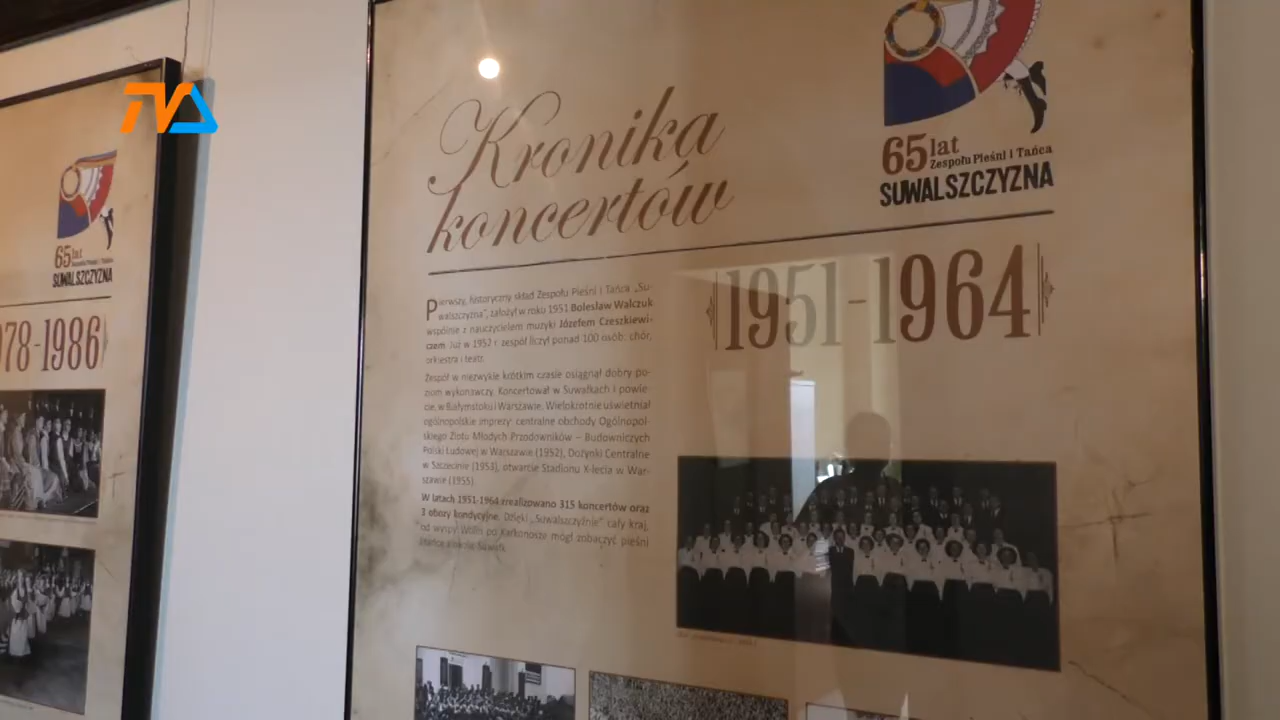 TVA
65 lat
Zespołu Pieśni i Tańca
SUWALSZCZYZNA
978-1986
Kronika
koncertów
65 lat
Zespołu Pieśni i Tańca
SUWALSZCZYZNA
1951-1964
Pierwszy, historyczny skład Zespołu Pieśni i Tańca „Su-
walszczyzna”, założył w roku 1951 Bolesław Walczuk
wspólnie z nauczycielem muzyki Józefem Czeszkiewi-
czem. Już w 1952 r. zespół liczył ponad 100 osób: chór,
orkiestra i teatr.
Zespół w niezwykle krótkim czasie osiągnął dobry po-
ziom wykonawczy. Koncertował w Suwałkach i powie-
cie, w Białymstoku i Warszawie. Wielokrotnie uświetniał
ogólnopolskie imprezy: centralne obchody Ogólnopol-
skiego Zlotu Młodych Przodowników – Budowniczych
Polski Ludowej w Warszawie (1952), Dożynki Centralne
w Szczecinie (1953), otwarcie Stadionu X-lecia w War-
szawie (1955).
W latach 1951-1964 zrealizowano 315 koncertów oraz
3 obozy kondycyjne. Dzięki „Suwalszczyźnie” cały kraj,
od wyspy Wolin po Karkonosze mógł zobaczyć pieśni
i tańce z okolic Suwałk.